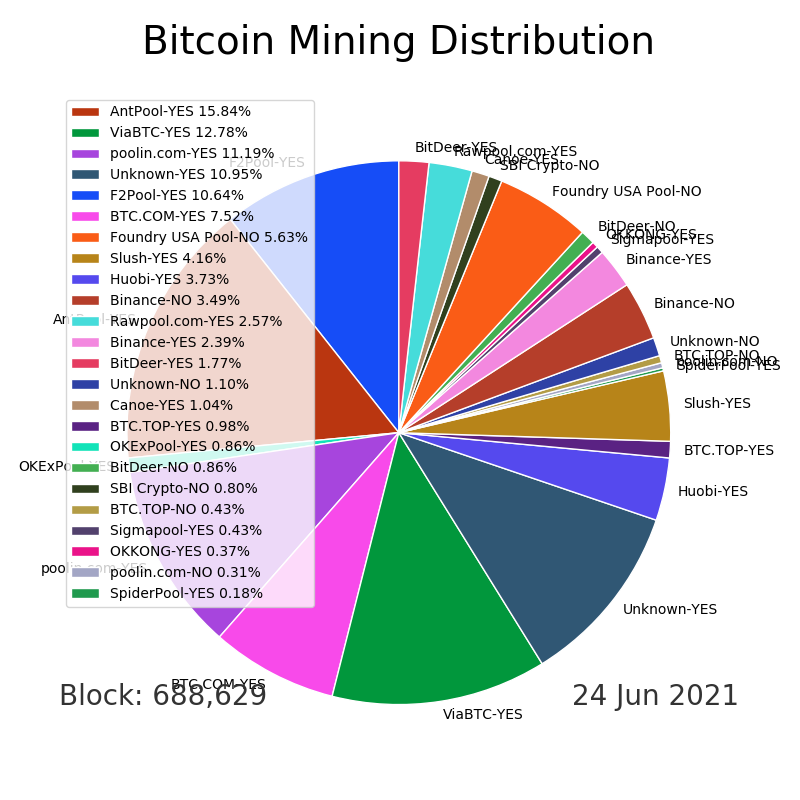 Bitcoin Mining Distribution
AntPool-YES 15.84%
ViaBTC-YES 12.78%
poolin.com-YES 11.19%
Unknown-YES 10.95%
F2Pool-YES 10.64%
BTC.COM-YES 7.52%
Foundry USA Pool-NO 5.63%
Slush-YES 4.16%
Huobi-YES 3.73%
Binance-NO 3.49%
Rawpool.com-YES 2.57%
Binance-YES 2.39%
BitDeer-YES 1.77%
Unknown-NO 1.10%
Canoe-YES 1.04%
BTC.TOP-YES 0.98%
OKExPool-YES 0.86%
BitDeer-NO 0.86%
SBI Crypto-NO 0.80%
BTC.TOP-NO 0.43%
Sigmapool-YES 0.43%
OKKONG-YES 0.37%
poolin.com-NO 0.31%
SpiderPool-YES 0.18%
BitDeer-YES
Rawpool.com-YES
Canoe-YES
SBI Crypto-NO
Foundry USA Pool-NO
BitDeer-NO
OKKONG-YES
Sigmapool-YES
Binance-YES
Binance-NO
Unknown-NO
BTC.TOP-NO
poolin.com-NO
SpiderPool-YES
Slush-YES
BTC.TOP-YES
Huobi-YES
Unknown-YES
ViaBTC-YES
BTC.COM-YES
poolin.com-YES
OKExPool-YES
AntPool-YES
F2Pool-YES
Block: 688,629
24 Jun 2021